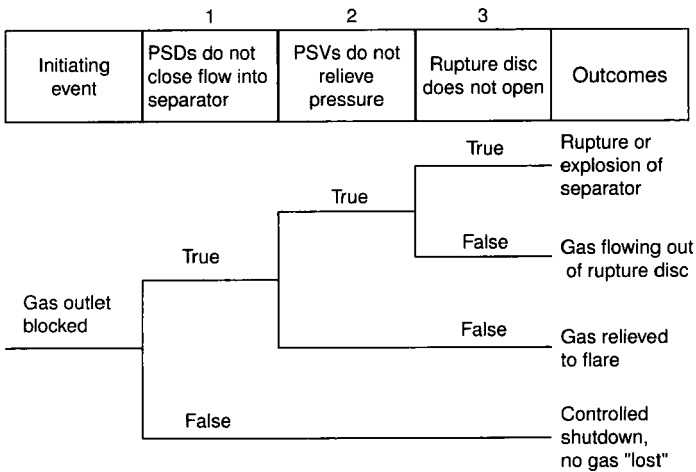 1 2 3
Initiating
event
PSDs do not
close flow into
separator
PSVs do not
relieve
pressure
Rupture disc
does not open
Outcomes
True
Rupture or
explosion of
separator
True
False
Gas flowing out
of rupture disc
True
Gas outlet
blocked
False
Gas relieved
to flare
False
Controlled
shutdown,
no gas "lost"